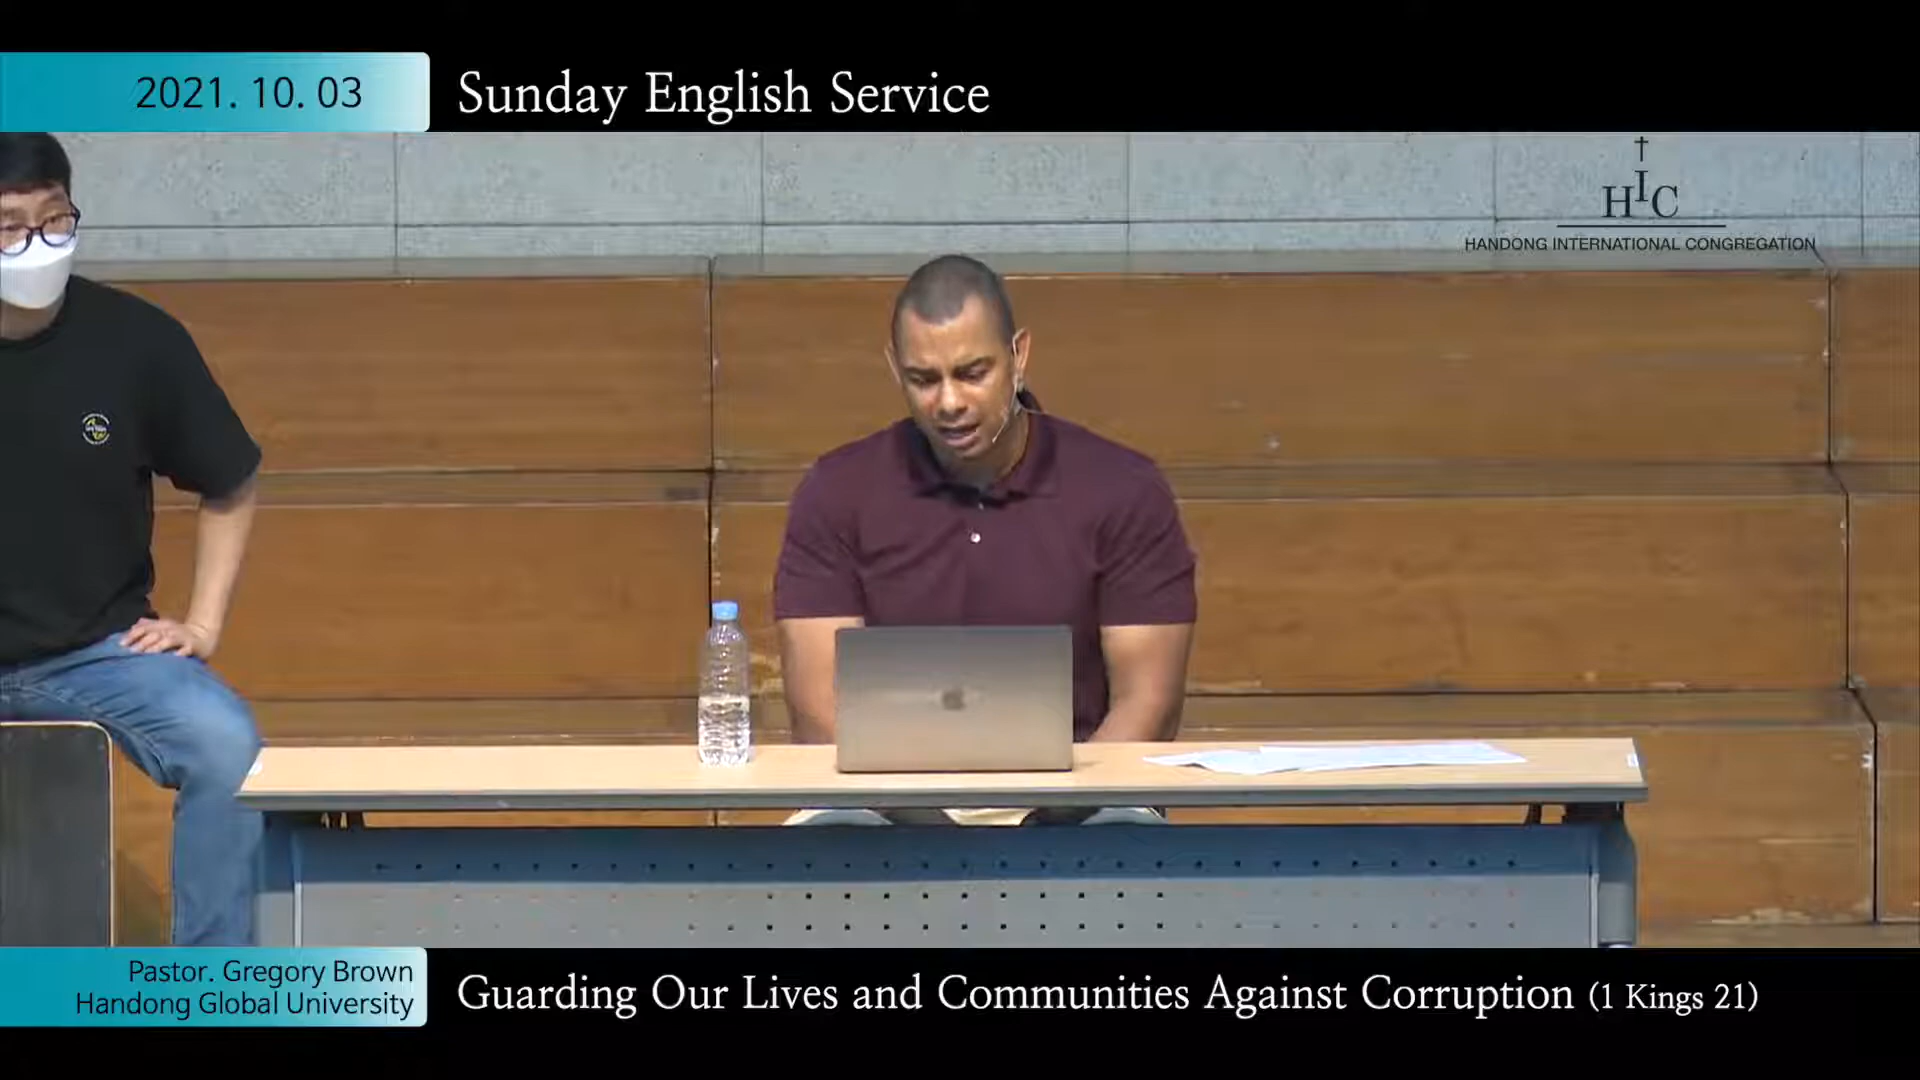 2021. 10. 03
Sunday English Service
HIC
HANDONG INTERNATIONAL CONGREGATION
Pastor. Gregory Brown
Handong Global University
Guarding Our Lives and Communities Against Corruption (1 Kings 21)